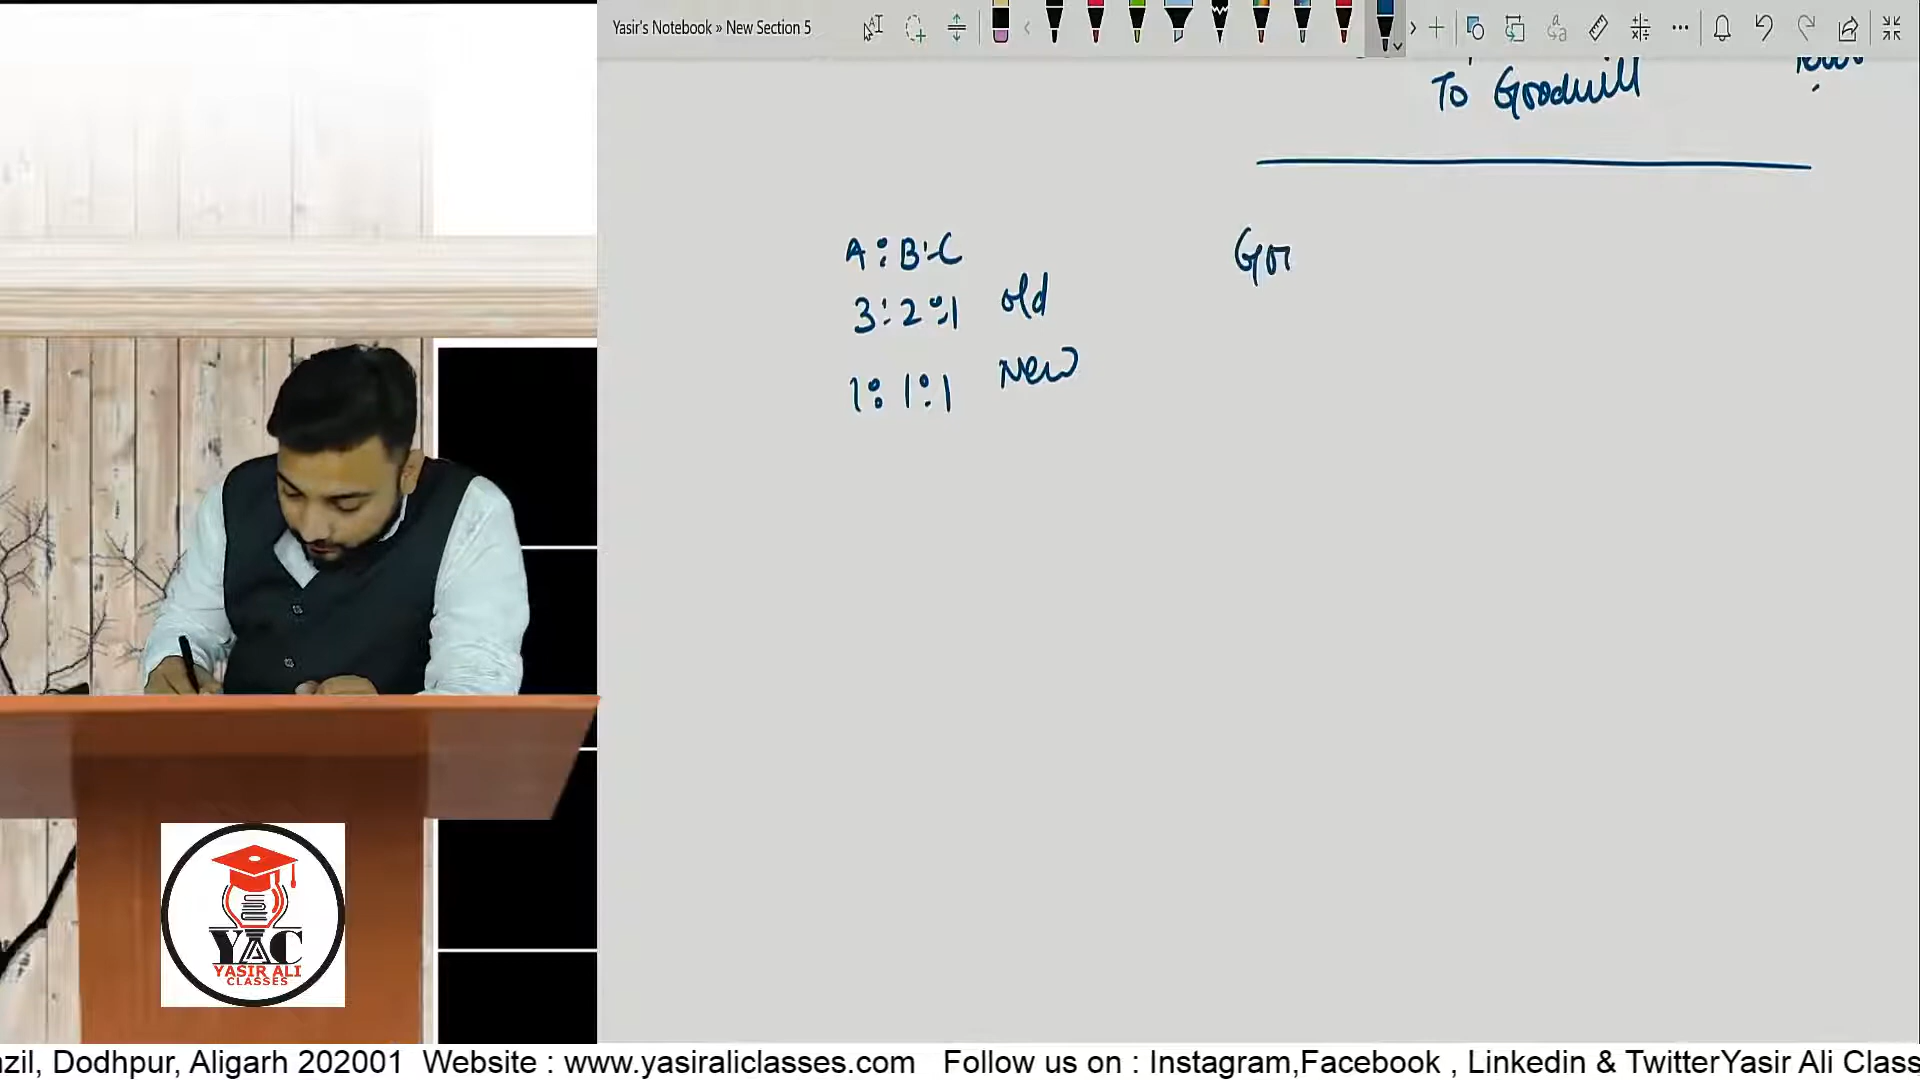 Yasir's Notebook » New Section 5
To Goodwill
A : B : C
3 : 2 : 1 old
1 : 1 : 1 New
Go
YAC
YASIR ALI
CLASSES
zil, Dodhpur, Aligarh 202001 Website : www.yasiraliclasses.com Follow us on : Instagram,Facebook , Linkedin & TwitterYasir Ali Class